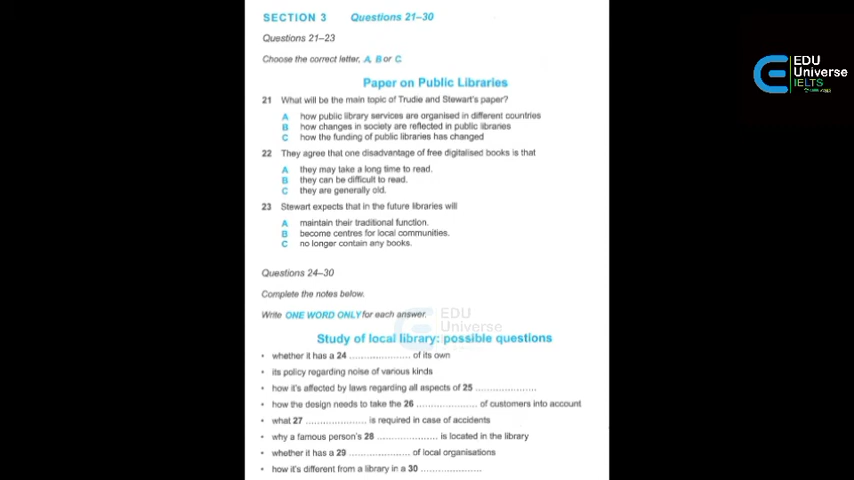 SECTION 3 Questions 21–30
Questions 21–23
Choose the correct letter, A, B or C.
Paper on Public Libraries
21 What will be the main topic of Trudie and Stewart's paper?
A how public library services are organised in different countries
B how changes in society are reflected in public libraries
C how the funding of public libraries has changed
22 They agree that one disadvantage of free digitalised books is that
A they may take a long time to read.
B they can be difficult to read.
C they are generally old.
23 Stewart expects that in the future libraries will
A maintain their traditional function.
B become centres for local communities.
C no longer contain any books.
Questions 24–30
Complete the notes below.
Write ONE WORD ONLY for each answer.
Study of local library: possible questions
• whether it has a 24 ..................... of its own
• its policy regarding noise of various kinds
• how it's affected by laws regarding all aspects of 25 .....................
• how the design needs to take the 26 ..................... of customers into account
• what 27 ..................... is required in case of accidents
• why a famous person's 28 ..................... is located in the library
• whether it has a 29 ..................... of local organisations
• how it's different from a library in a 30 .....................
EDU
Universe
EDU
Universe
IELTS